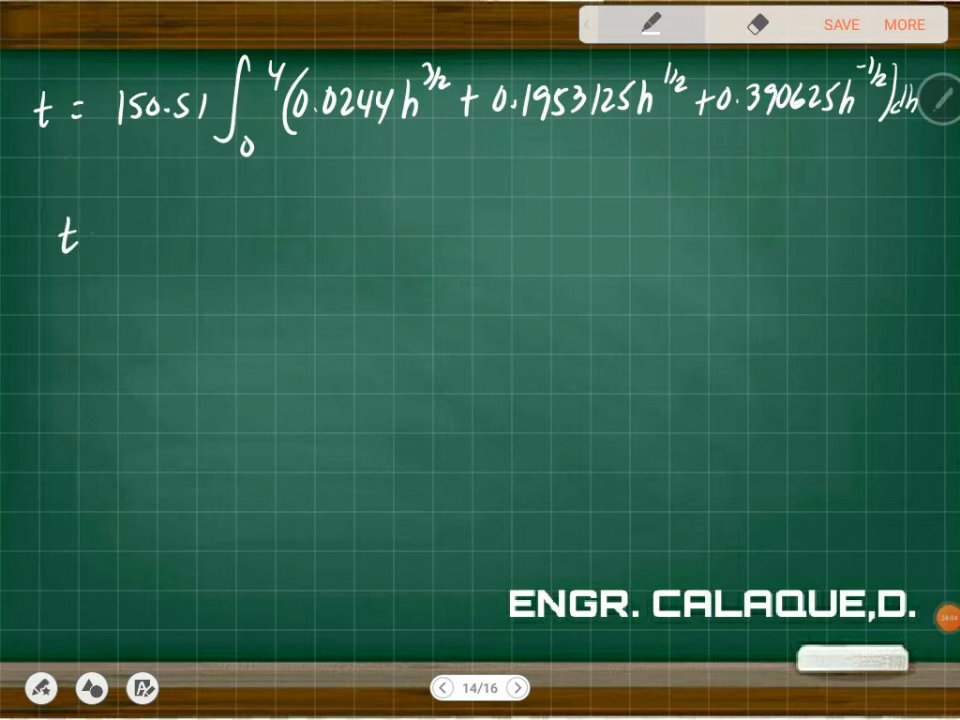 SAVE MORE
t = 150.51 ∫₀⁴ (0.0244h^3/2 + 0.1953125h^1/2 + 0.390625h^-1/2) dh
t
ENGR. CALAQUE,D.
14/16